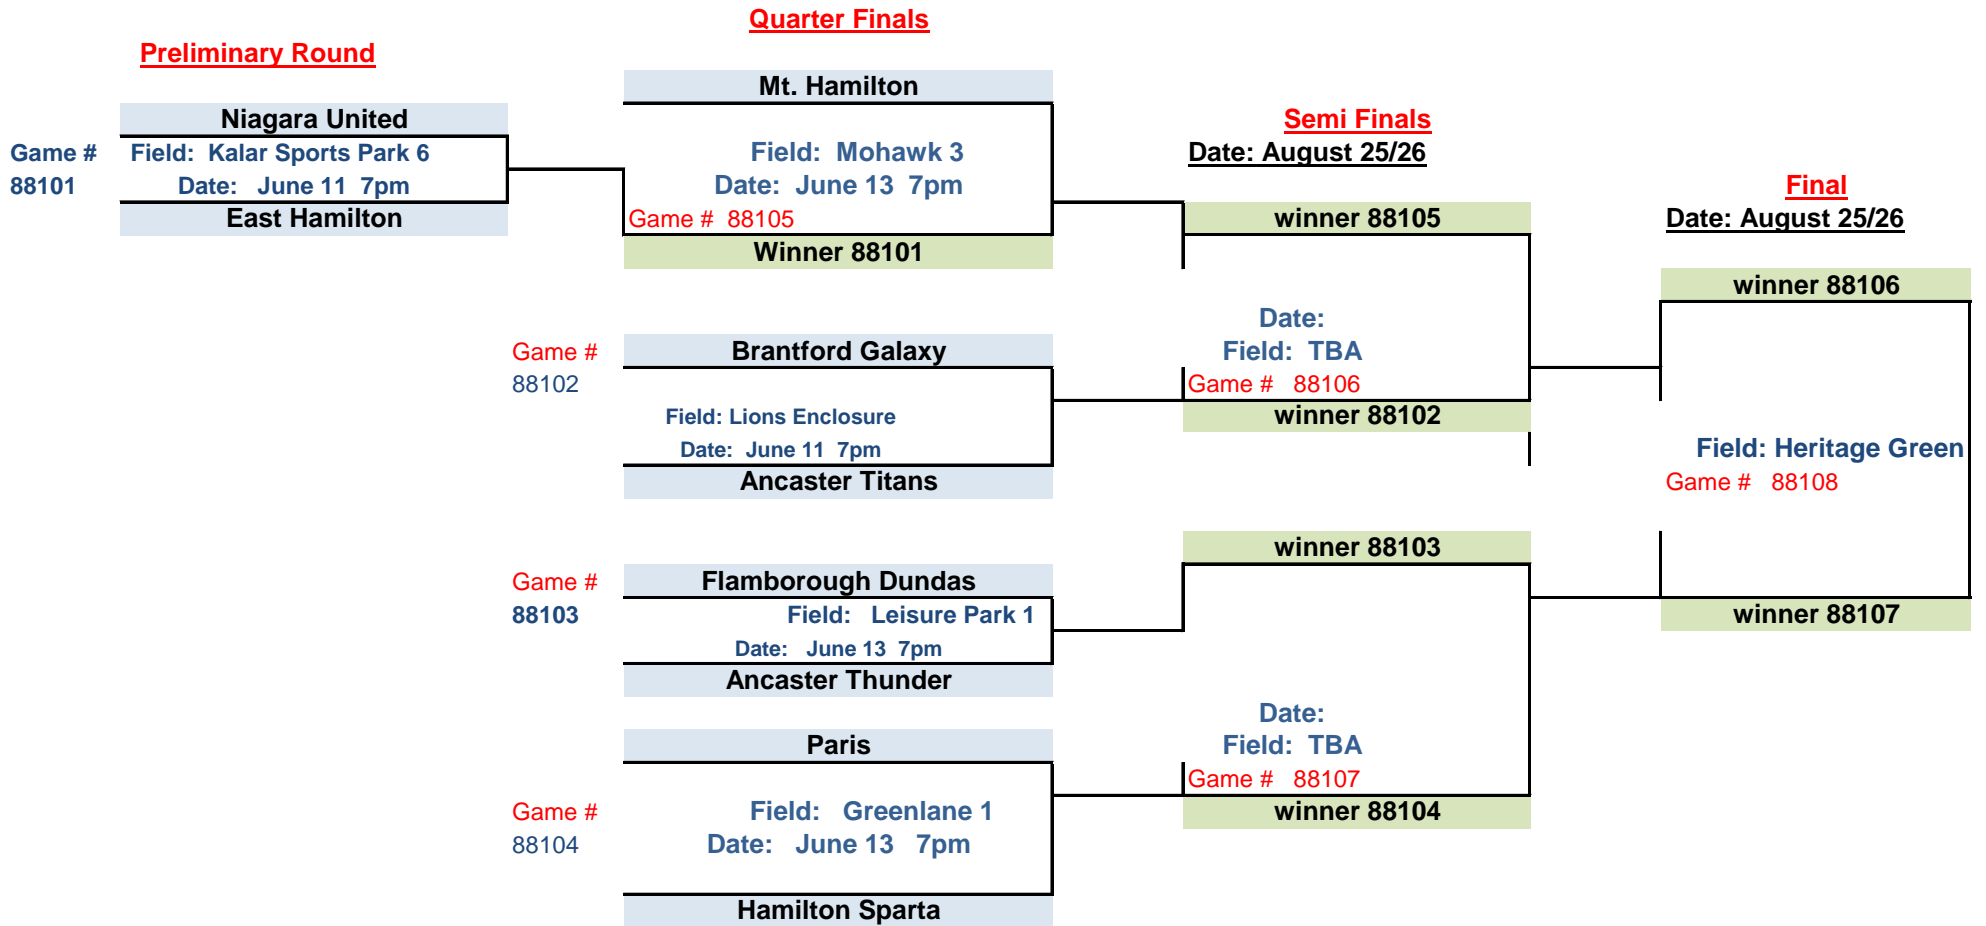 Quarter Finals
Preliminary Round
Mt. Hamilton
Niagara United
Game # 88101
Field: Kalar Sports Park 6
Date: June 11 7pm
East Hamilton
Field: Mohawk 3
Date: June 13 7pm
Game # 88105
Winner 88101
Game # 88102
Brantford Galaxy
Field: Lions Enclosure
Date: June 11 7pm
Ancaster Titans
Game # 88103
Flamborough Dundas
Field: Leisure Park 1
Date: June 13 7pm
Ancaster Thunder
Game # 88104
Paris
Field: Greenlane 1
Date: June 13 7pm
Hamilton Sparta
Semi Finals
Date: August 25/26
winner 88105
Date:
Field: TBA
Game # 88106
winner 88102
winner 88103
Date:
Field: TBA
Game # 88107
winner 88104
Final
Date: August 25/26
winner 88106
Field: Heritage Green
Game # 88108
winner 88107